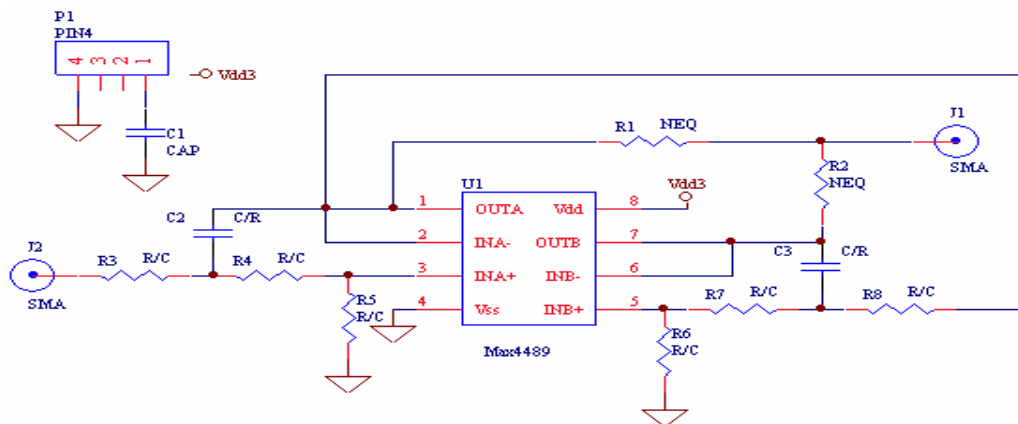 P1
PIN4
4 3 2 1
Vdd3
C1
CAP
R1 NEQ
J1
SMA
R2
NEQ
U1
Vdd3
1 OUTA Vdd 8
2 INA- OUTB 7
3 INA+ INB- 6
4 Vss INB+ 5
Max4489
C2 C/R
J2
SMA
R3 R/C
R4 R/C
R5
R/C
C3 C/R
R7 R/C
R8 R/C
R6
R/C